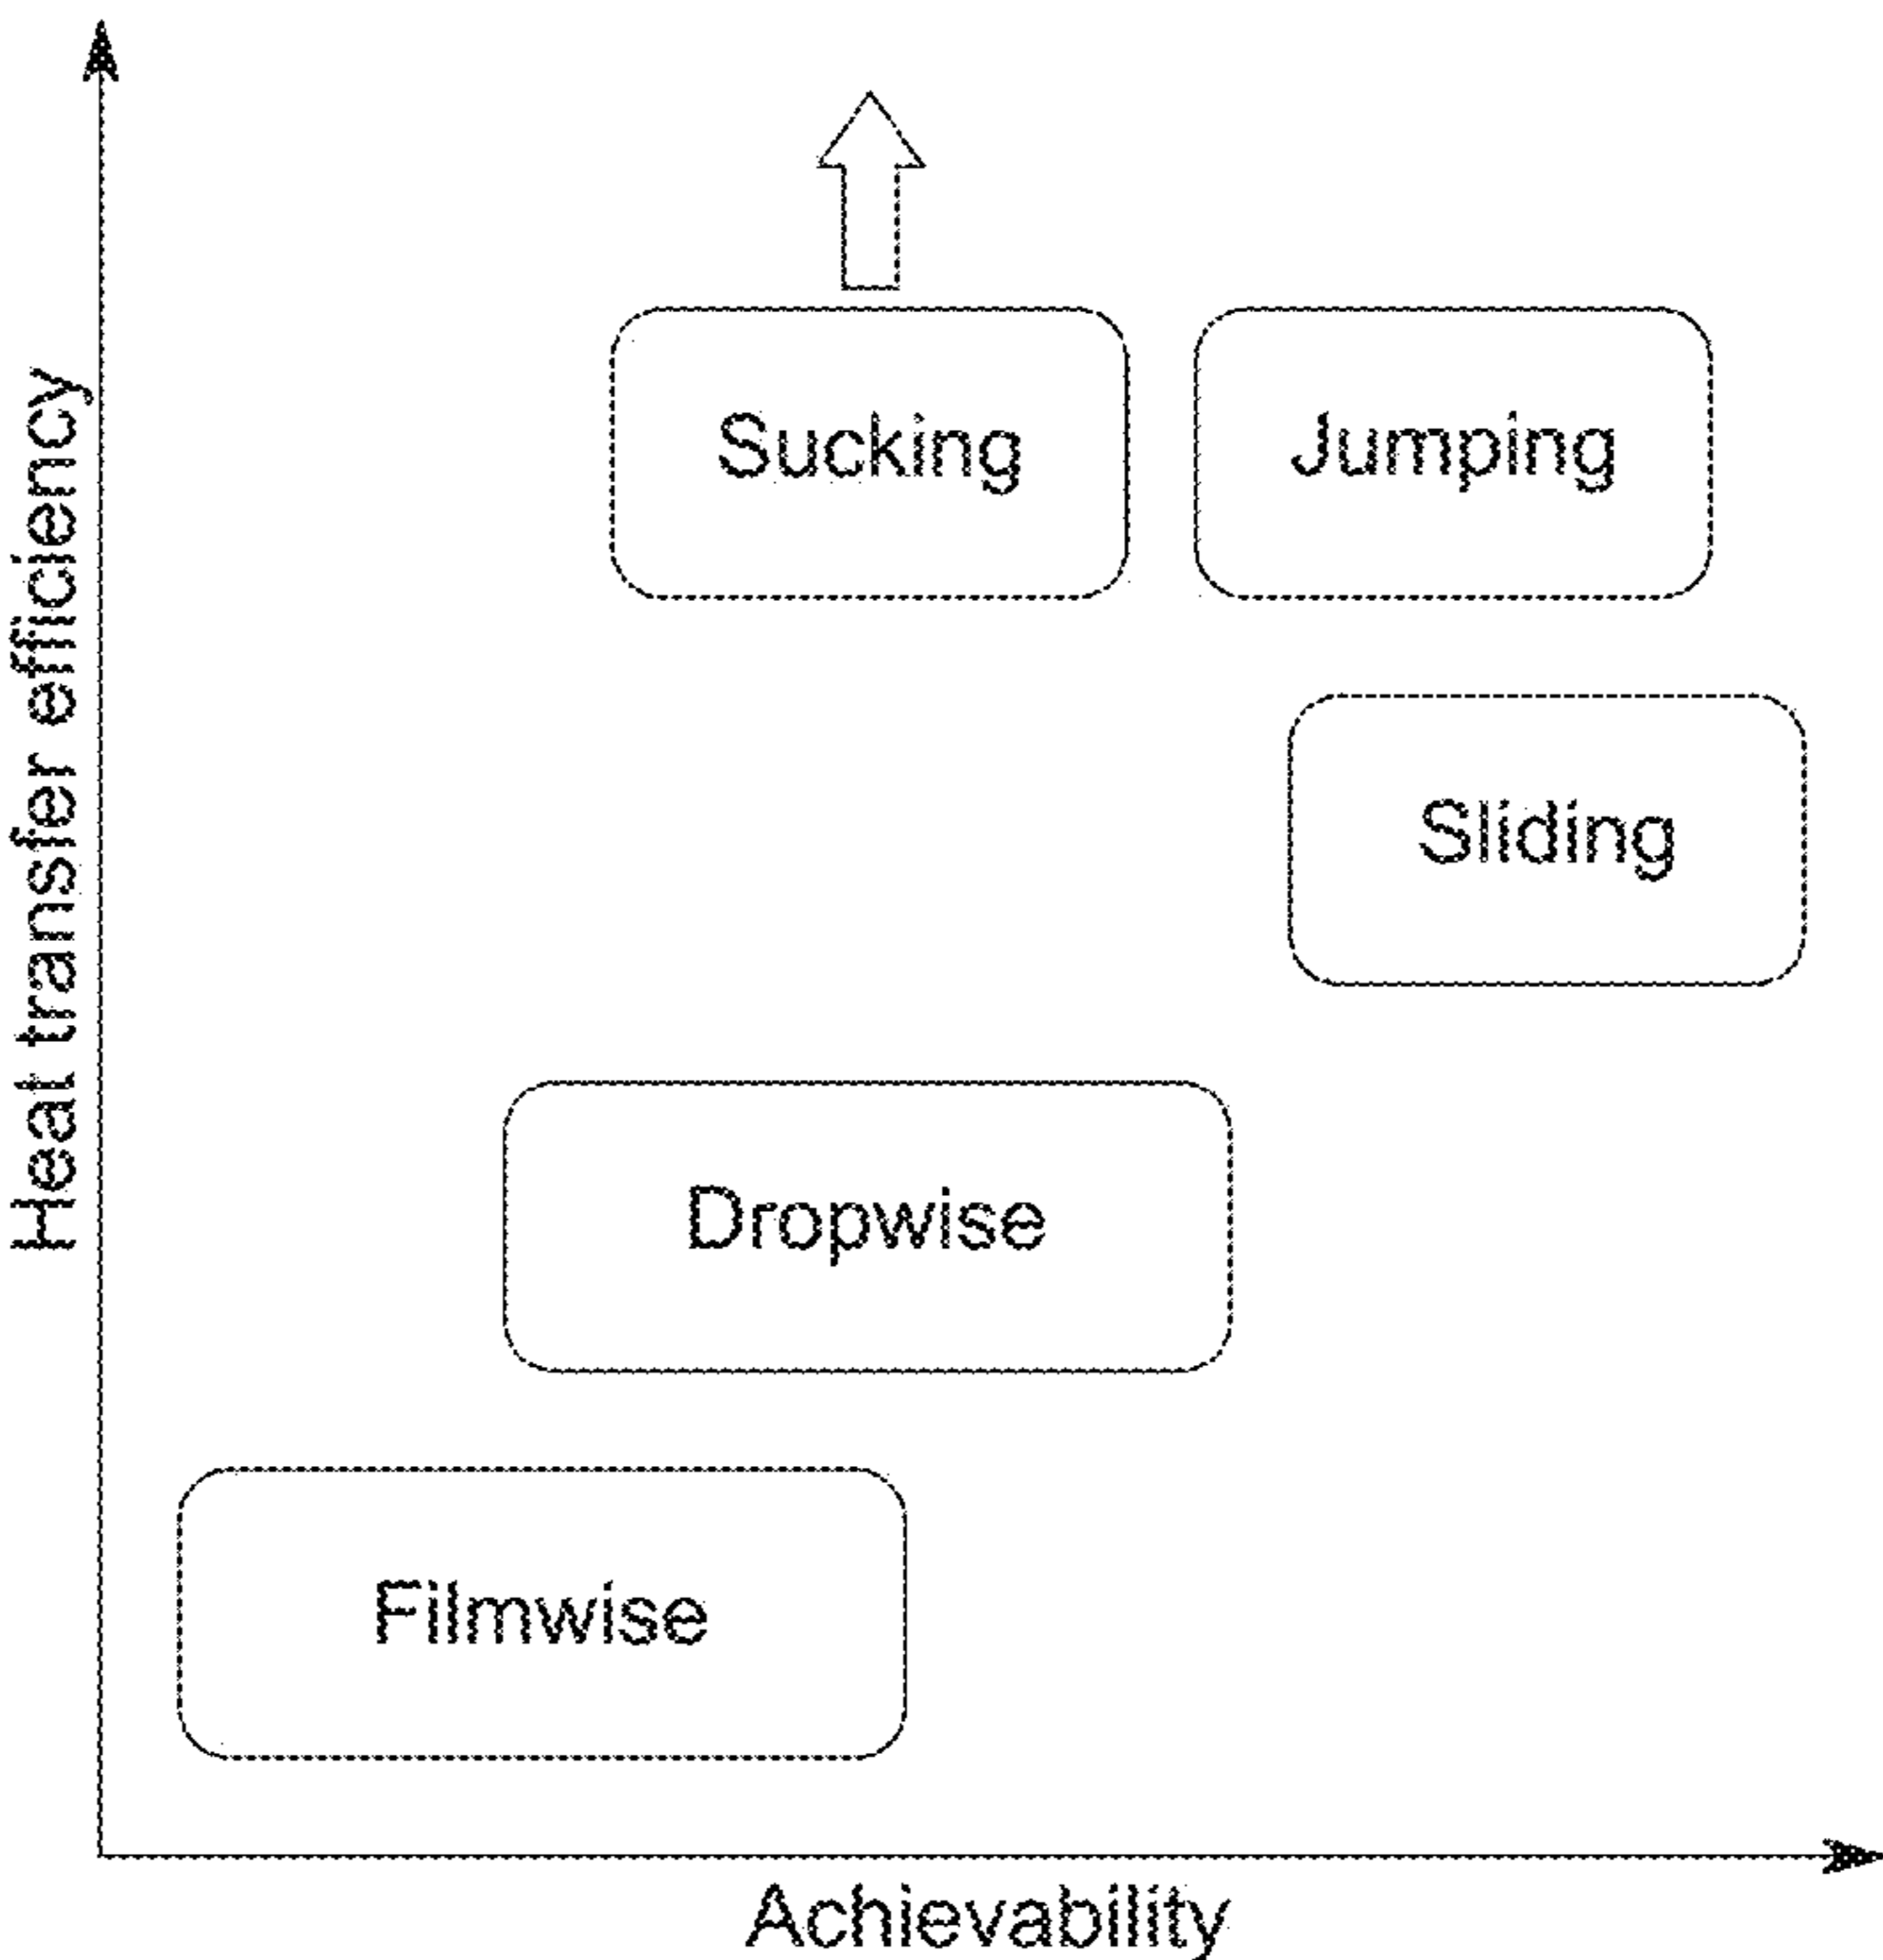 Heat transfer efficiency
Sucking
Jumping
Sliding
Dropwise
Filmwise
Achievability